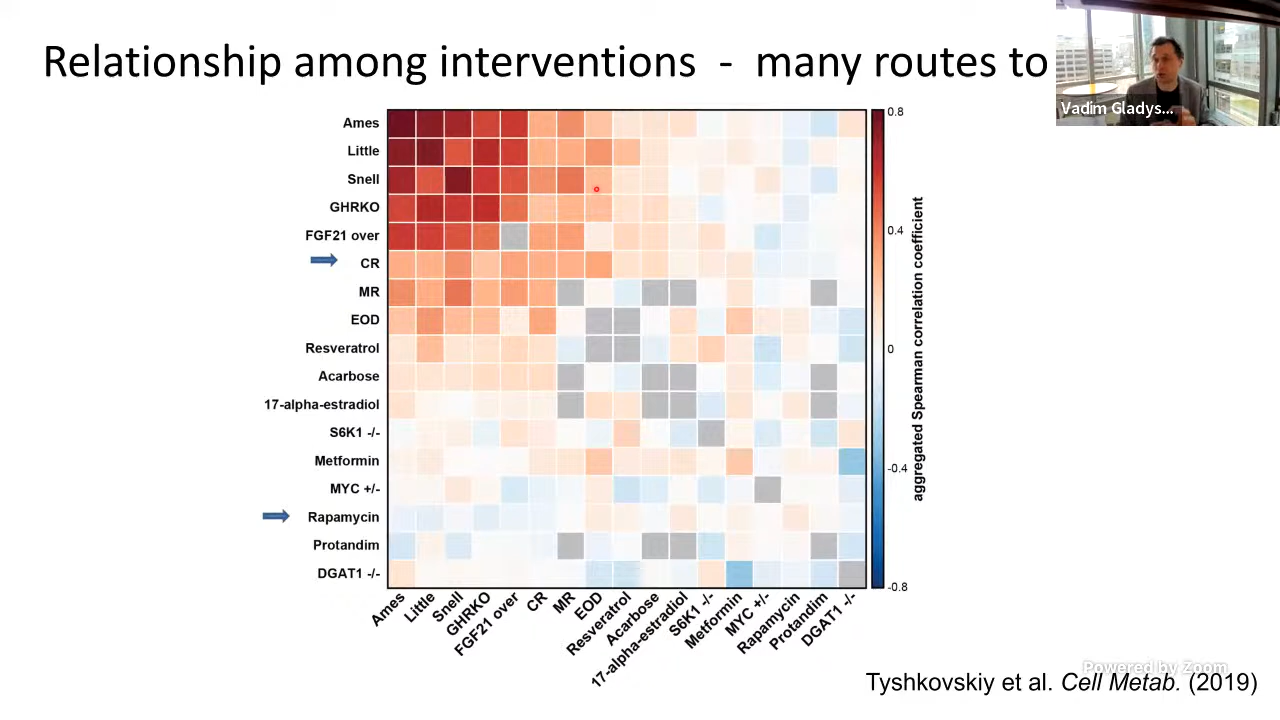 Relationship among interventions - many routes to
Vadim Gladys...
Ames
Little
Snell
GHRKO
FGF21 over
CR
MR
EOD
Resveratrol
Acarbose
17-alpha-estradiol
S6K1 -/-
Metformin
MYC +/-
Rapamycin
Protandim
DGAT1 -/-
0.8
0.4
0
-0.4
-0.8
aggregated Spearman correlation coefficient
Ames
Little
Snell
GHRKO
FGF21 over
CR
MR
EOD
Resveratrol
Acarbose
17-alpha-estradiol
S6K1 -/-
Metformin
MYC +/-
Rapamycin
Protandim
DGAT1 -/-
Powered by Zoom
Tyshkovskiy et al. Cell Metab. (2019)